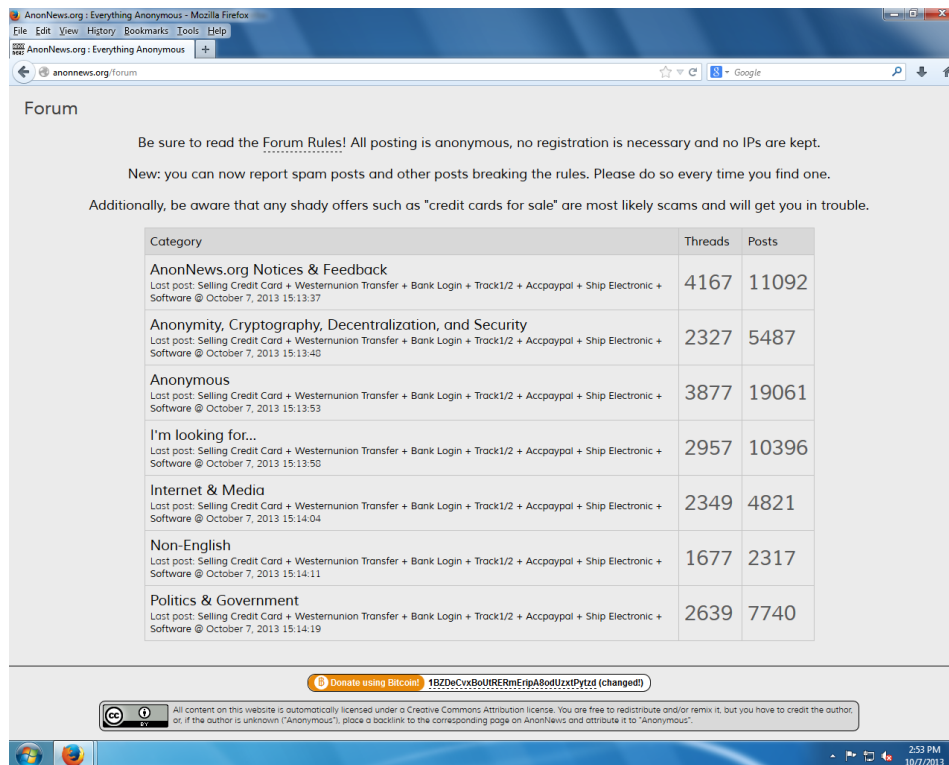 AnonNews.org : Everything Anonymous - Mozilla Firefox
File Edit View History Bookmarks Tools Help
AnonNews.org : Everything Anonymous
anonnews.org/forum
Google
Forum
Be sure to read the Forum Rules! All posting is anonymous, no registration is necessary and no IPs are kept.
New: you can now report spam posts and other posts breaking the rules. Please do so every time you find one.
Additionally, be aware that any shady offers such as "credit cards for sale" are most likely scams and will get you in trouble.
Category Threads Posts
AnonNews.org Notices & Feedback
Last post: Selling Credit Card + Westernunion Transfer + Bank Login + Track1/2 + Accpaypal + Ship Electronic +
Software @ October 7, 2013 15:13:37
4167 11092
Anonymity, Cryptography, Decentralization, and Security
Last post: Selling Credit Card + Westernunion Transfer + Bank Login + Track1/2 + Accpaypal + Ship Electronic +
Software @ October 7, 2013 15:13:48
2327 5487
Anonymous
Last post: Selling Credit Card + Westernunion Transfer + Bank Login + Track1/2 + Accpaypal + Ship Electronic +
Software @ October 7, 2013 15:13:53
3877 19061
I'm looking for...
Last post: Selling Credit Card + Westernunion Transfer + Bank Login + Track1/2 + Accpaypal + Ship Electronic +
Software @ October 7, 2013 15:13:58
2957 10396
Internet & Media
Last post: Selling Credit Card + Westernunion Transfer + Bank Login + Track1/2 + Accpaypal + Ship Electronic +
Software @ October 7, 2013 15:14:04
2349 4821
Non-English
Last post: Selling Credit Card + Westernunion Transfer + Bank Login + Track1/2 + Accpaypal + Ship Electronic +
Software @ October 7, 2013 15:14:11
1677 2317
Politics & Government
Last post: Selling Credit Card + Westernunion Transfer + Bank Login + Track1/2 + Accpaypal + Ship Electronic +
Software @ October 7, 2013 15:14:19
2639 7740
Donate using Bitcoin! 1BZDeCvxBoUtRERmEripA8odUzxtPytzd (changed!)
cc BY
All content on this website is automatically licensed under a Creative Commons Attribution license. You are free to redistribute and/or remix it, but you have to credit the author,
or, if the author is unknown ("Anonymous"), place a backlink to the corresponding page on AnonNews and attribute it to "Anonymous".
2:53 PM
10/7/2013